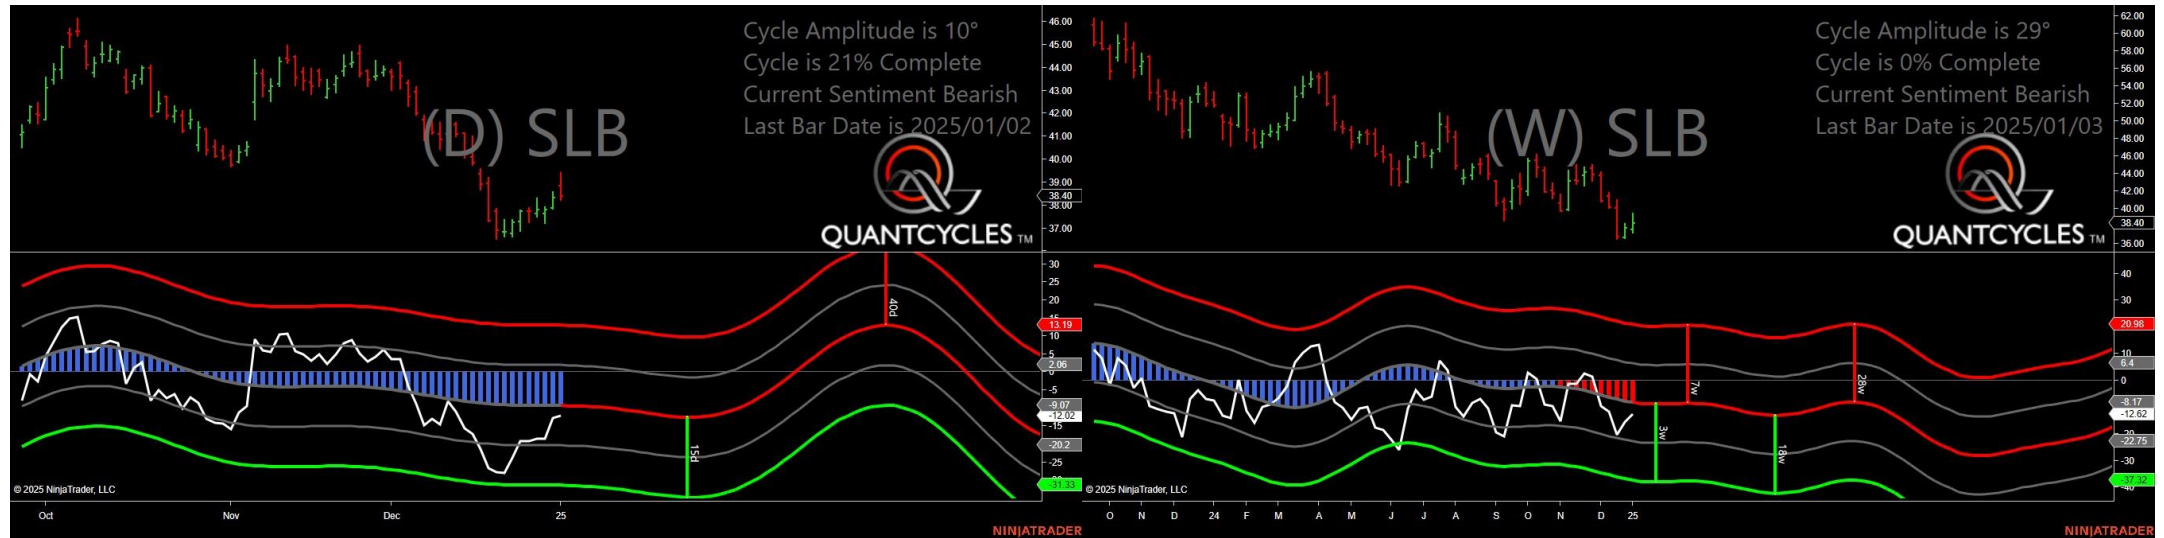 Cycle Amplitude is 10°
Cycle is 21% Complete
Current Sentiment Bearish
Last Bar Date is 2025/01/02
(D) SLB
QUANTCYCLES TM
46.00
45.00
44.00
43.00
42.00
41.00
40.00
39.00
38.40
38.00
37.00
30
25
20
15
13.19
10
5
2.06
0
-5
-9.07
-12.02
-15
-20.2
-25
-31.33
40d
15d
© 2025 NinjaTrader, LLC
Oct
Nov
Dec
25
NINJATRADER
Cycle Amplitude is 29°
Cycle is 0% Complete
Current Sentiment Bearish
Last Bar Date is 2025/01/03
(W) SLB
QUANTCYCLES TM
62.00
60.00
58.00
56.00
54.00
52.00
50.00
48.00
46.00
44.00
42.00
40.00
38.40
36.00
40
30
20.98
10
6.4
0
-8.17
-12.62
-22.75
-30
-37.32
7w
28w
3w
18w
© 2025 NinjaTrader, LLC
O
N
D
24
F
M
A
M
J
J
A
S
O
N
D
25
NINJATRADER